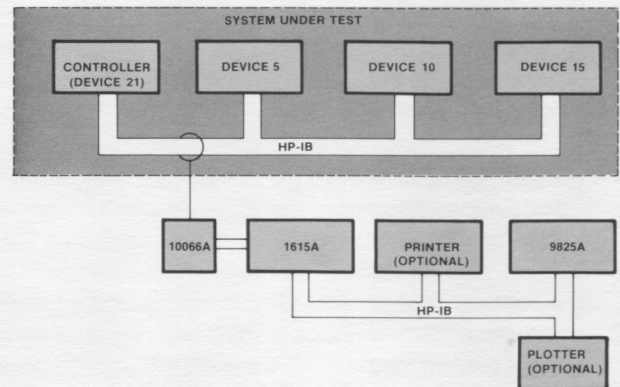 SYSTEM UNDER TEST
CONTROLLER
(DEVICE 21)
DEVICE 5
DEVICE 10
DEVICE 15
HP-IB
10066A
1615A
PRINTER
(OPTIONAL)
9825A
HP-IB
PLOTTER
(OPTIONAL)